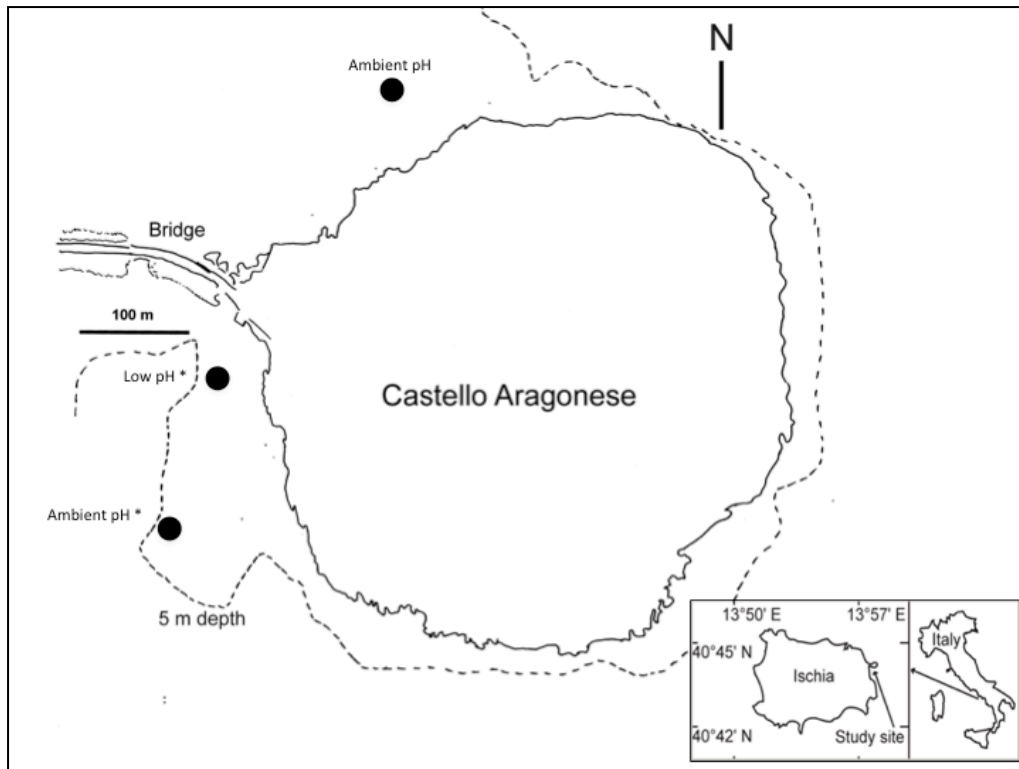 Ambient pH
N
Bridge
100 m
Low pH *
Castello Aragonese
Ambient pH *
5 m depth
13°50' E
13°57' E
40°45' N
Italy
Ischia
40°42' N
Study site